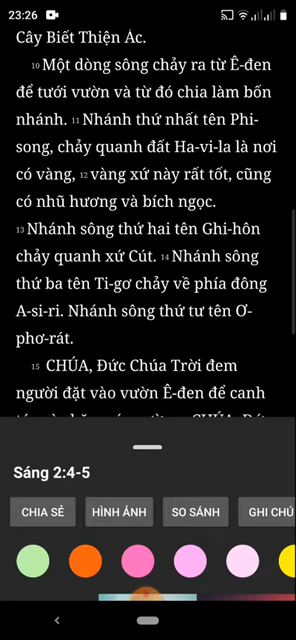 23:26
Cây Biết Thiện Ác.
10 Một dòng sông chảy ra từ Ê-đen
để tưới vườn và từ đó chia làm bốn
nhánh. 11 Nhánh thứ nhất tên Phi-
song, chảy quanh đất Ha-vi-la là nơi
có vàng, 12 vàng xứ này rất tốt, cũng
có nhũ hương và bích ngọc.
13 Nhánh sông thứ hai tên Ghi-hôn
chảy quanh xứ Cút. 14 Nhánh sông
thứ ba tên Ti-gơ chảy về phía đông
A-si-ri. Nhánh sông thứ tư tên Ơ-
phơ-rát.
15 CHÚA, Đức Chúa Trời đem
người đặt vào vườn Ê-đen để canh
Sáng 2:4-5
CHIA SẺ
HÌNH ẢNH
SO SÁNH
GHI CHÚ